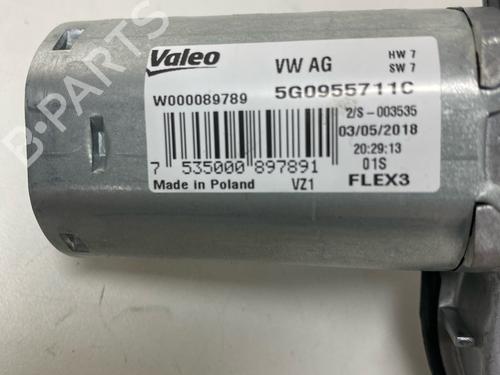 Valeo
VW AG
HW 7
SW 7
W000089789
5G0955711C
2/S-003535
03/05/2018
20:29:13
01S
7 535000 897891
Made in Poland
VZ1
FLEX3
B-PARTS